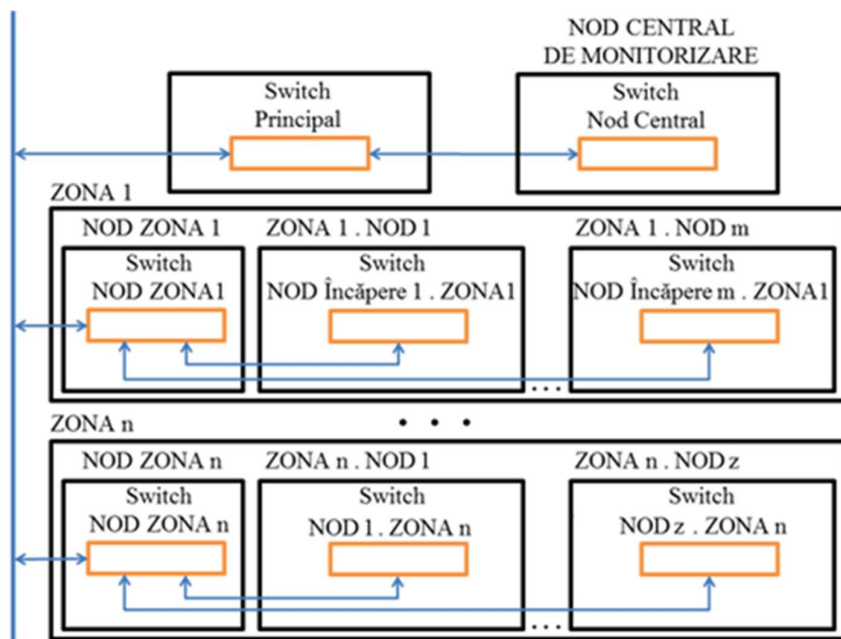 NOD CENTRAL
DE MONITORIZARE
Switch
Principal
Switch
Nod Central
ZONA 1
NOD ZONA 1
ZONA 1 . NOD 1
ZONA 1 . NOD m
Switch
NOD ZONA1
Switch
NOD Încăpere 1 . ZONA1
Switch
NOD Încăpere m . ZONA1
...
. . .
ZONA n
NOD ZONA n
ZONA n . NOD 1
ZONA n . NOD z
Switch
NOD ZONA n
Switch
NOD 1 . ZONA n
Switch
NOD z . ZONA n
...